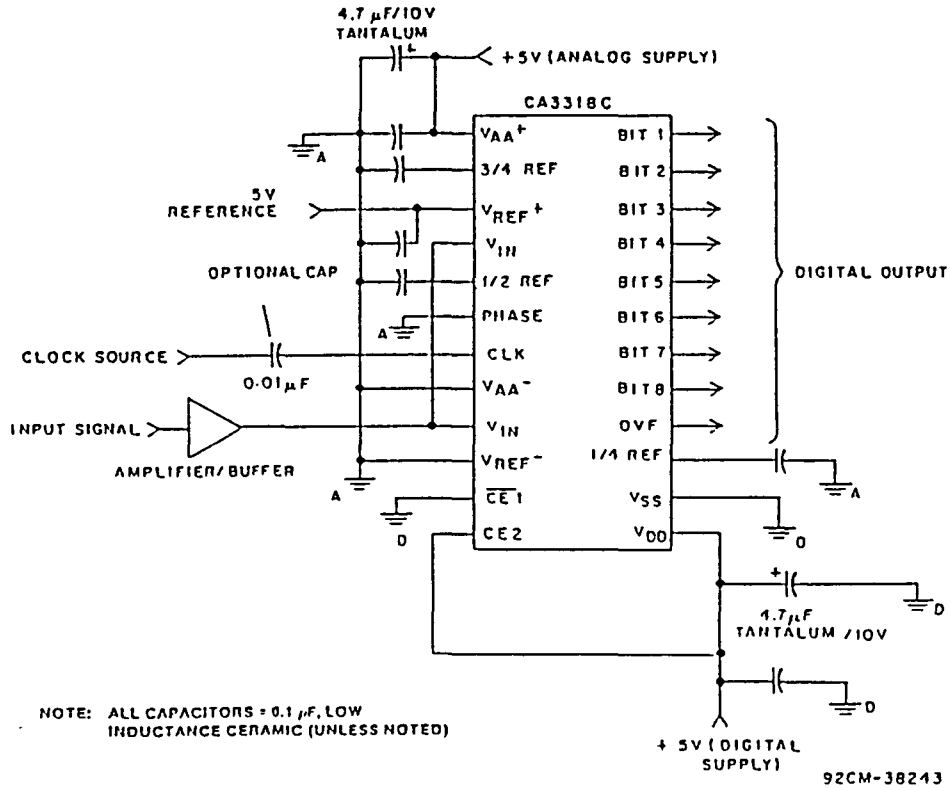 4.7 µF/10V
TANTALUM
+
+5V (ANALOG SUPPLY)
CA3318C
A
VAA+
BIT 1
3/4 REF
BIT 2
5V
REFERENCE
VREF+
BIT 3
VIN
BIT 4
OPTIONAL CAP
1/2 REF
BIT 5
DIGITAL OUTPUT
A
PHASE
BIT 6
CLOCK SOURCE
CLK
BIT 7
0.01µF
VAA-
BIT 8
INPUT SIGNAL
VIN
OVF
AMPLIFIER/BUFFER
1/4 REF
A
VREF-
A
CE1
VSS
D
CE2
VDD
D
+
D
4.7µF
TANTALUM /10V
D
NOTE: ALL CAPACITORS = 0.1 µF, LOW
INDUCTANCE CERAMIC (UNLESS NOTED)
+ 5V (DIGITAL
SUPPLY)
92CM-38243